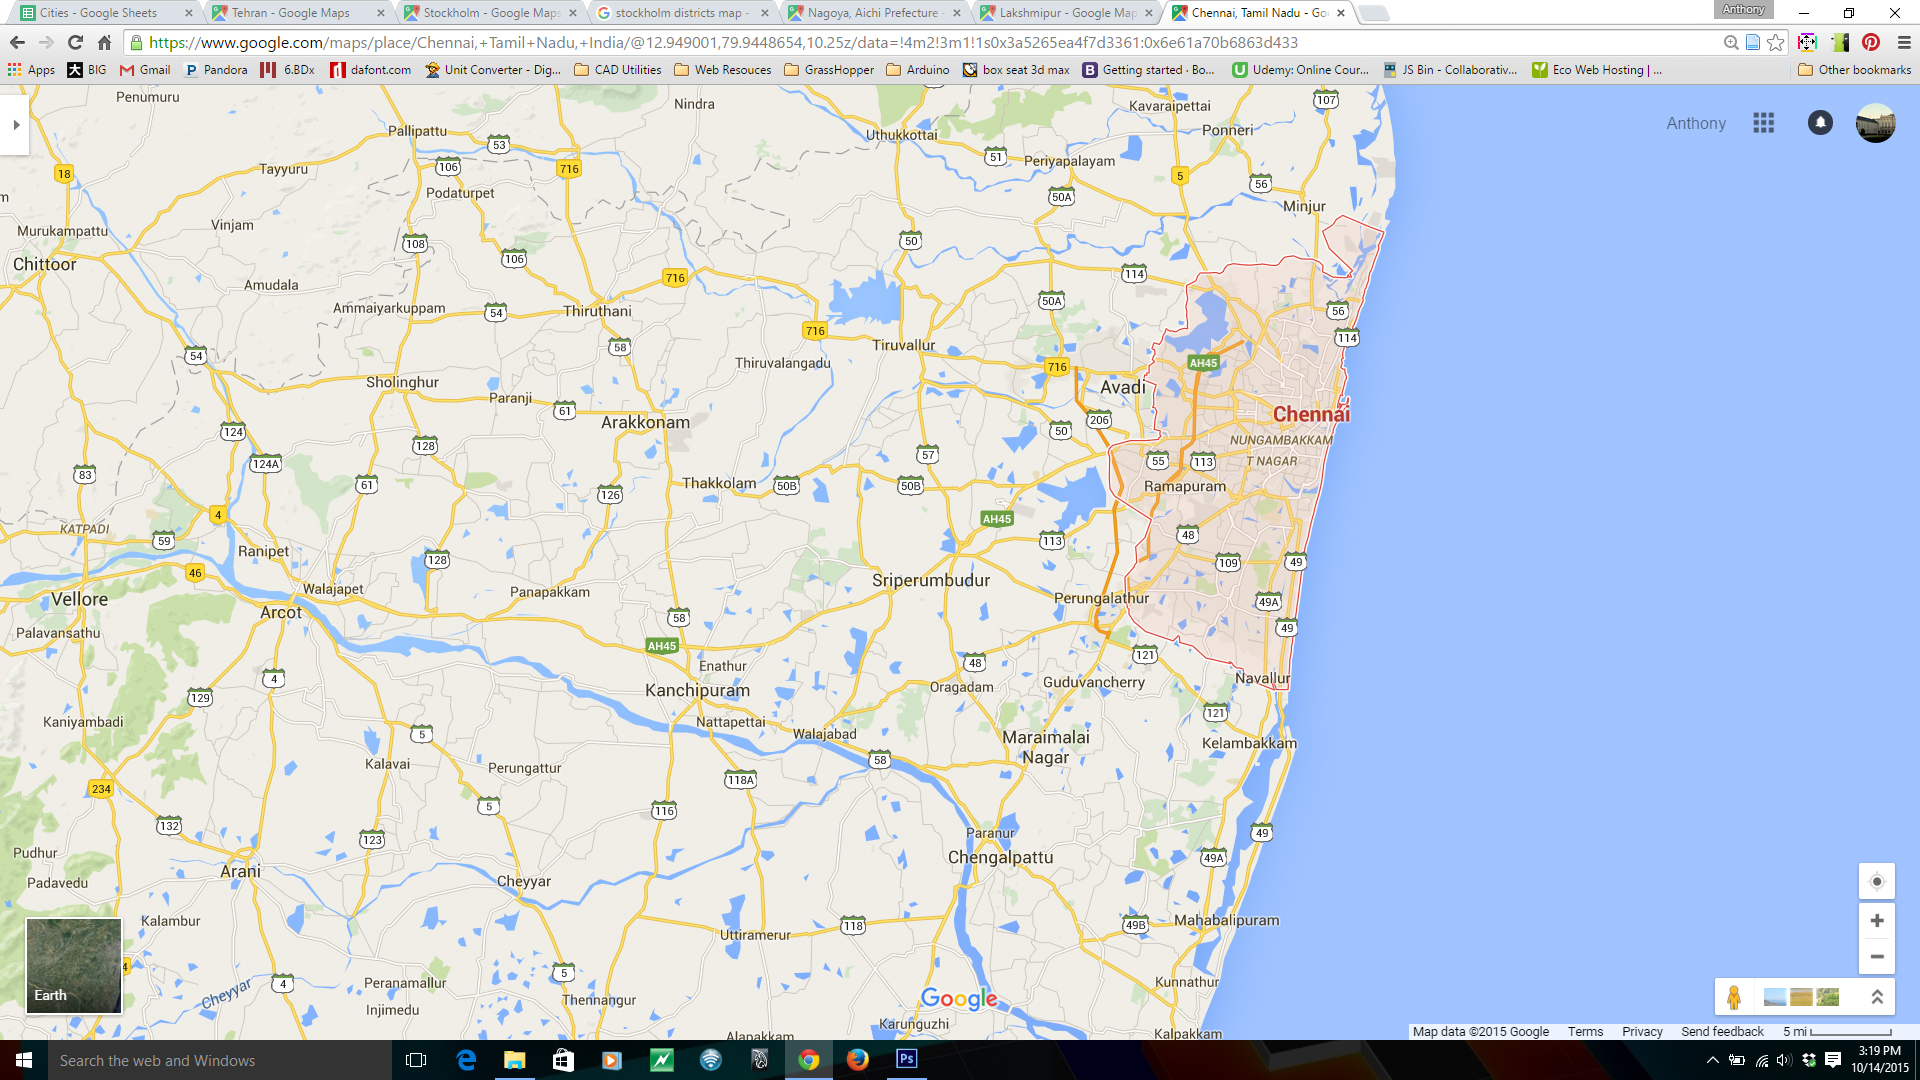 Cities - Google Sheets
Tehran - Google Maps
Stockholm - Google Maps
stockholm districts map -
Nagoya, Aichi Prefecture -
Lakshmipur - Google Map
Chennai, Tamil Nadu - Go
Anthony
https://www.google.com/maps/place/Chennai,+Tamil+Nadu,+India/@12.949001,79.9448654,10.25z/data=!4m2!3m1!1s0x3a5265ea4f7d3361:0x6e61a70b6863d433
Apps BIG Gmail Pandora 6.BDx dafont.com Unit Converter - Dig... CAD Utilities Web Resouces GrassHopper Arduino box seat 3d max Getting started · Bo... Udemy: Online Cour... JS Bin - Collaborativ... Eco Web Hosting | ... Other bookmarks
Penumuru
Nindra
Kavaraipettai
107
Pallipattu
53
Uthukkottai
Ponneri
Anthony
51
Periyapalayam
106
716
Tayyuru
18
5
56
Podaturpet
50A
Minjur
Vinjam
Murukampattu
108
50
Chittoor
106
716
114
Amudala
50A
Ammaiyarkuppam
54
Thiruthani
56
716
114
54
58
Tiruvallur
Thiruvalangadu
716
AH45
Sholinghur
Avadi
Paranji
61
Chennai
Arakkonam
206
124
50
NUNGAMBAKKAM
128
57
124A
55
113
T NAGAR
83
61
Thakkolam
50B
50B
Ramapuram
126
4
AH45
KATPADI
59
113
48
Ranipet
128
109
49
46
Sriperumbudur
Walajapet
Panapakkam
Vellore
Perungalathur
49A
Arcot
58
49
Palavansathu
AH45
121
Enathur
48
4
Navallur
Kanchipuram
Oragadam
Guduvancherry
129
121
Kaniyambadi
Nattapettai
5
Walajabad
Maraimalai
Nagar
Kelambakkam
58
Kalavai
Perungattur
118A
234
5
116
132
49
123
Paranur
Pudhur
Chengalpattu
49A
Arani
Padavedu
Cheyyar
Kalambur
118
49B
Mahabalipuram
Uttiramerur
4
5
Peranamallur
4
Kunnathur
Cheyyar
Earth
Thennangur
Google
Injimedu
Karunguzhi
Alapakkam
Kalpakkam
Map data ©2015 Google Terms Privacy Send feedback 5 mi
Search the web and Windows
Ps
3:19 PM
10/14/2015